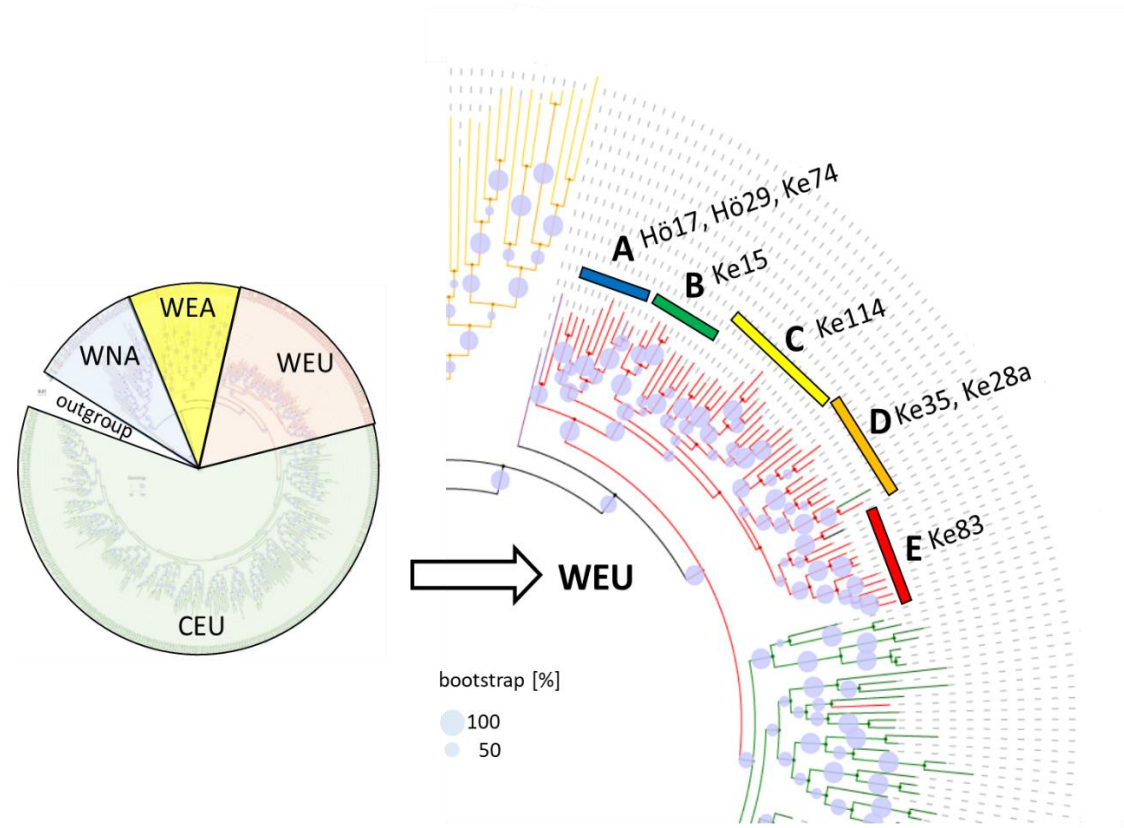 WEA
WNA
WEU
outgroup
CEU
A Hö17, Hö29, Ke74
B Ke15
C Ke114
D Ke35, Ke28a
E Ke83
WEU
bootstrap [%]
100
50